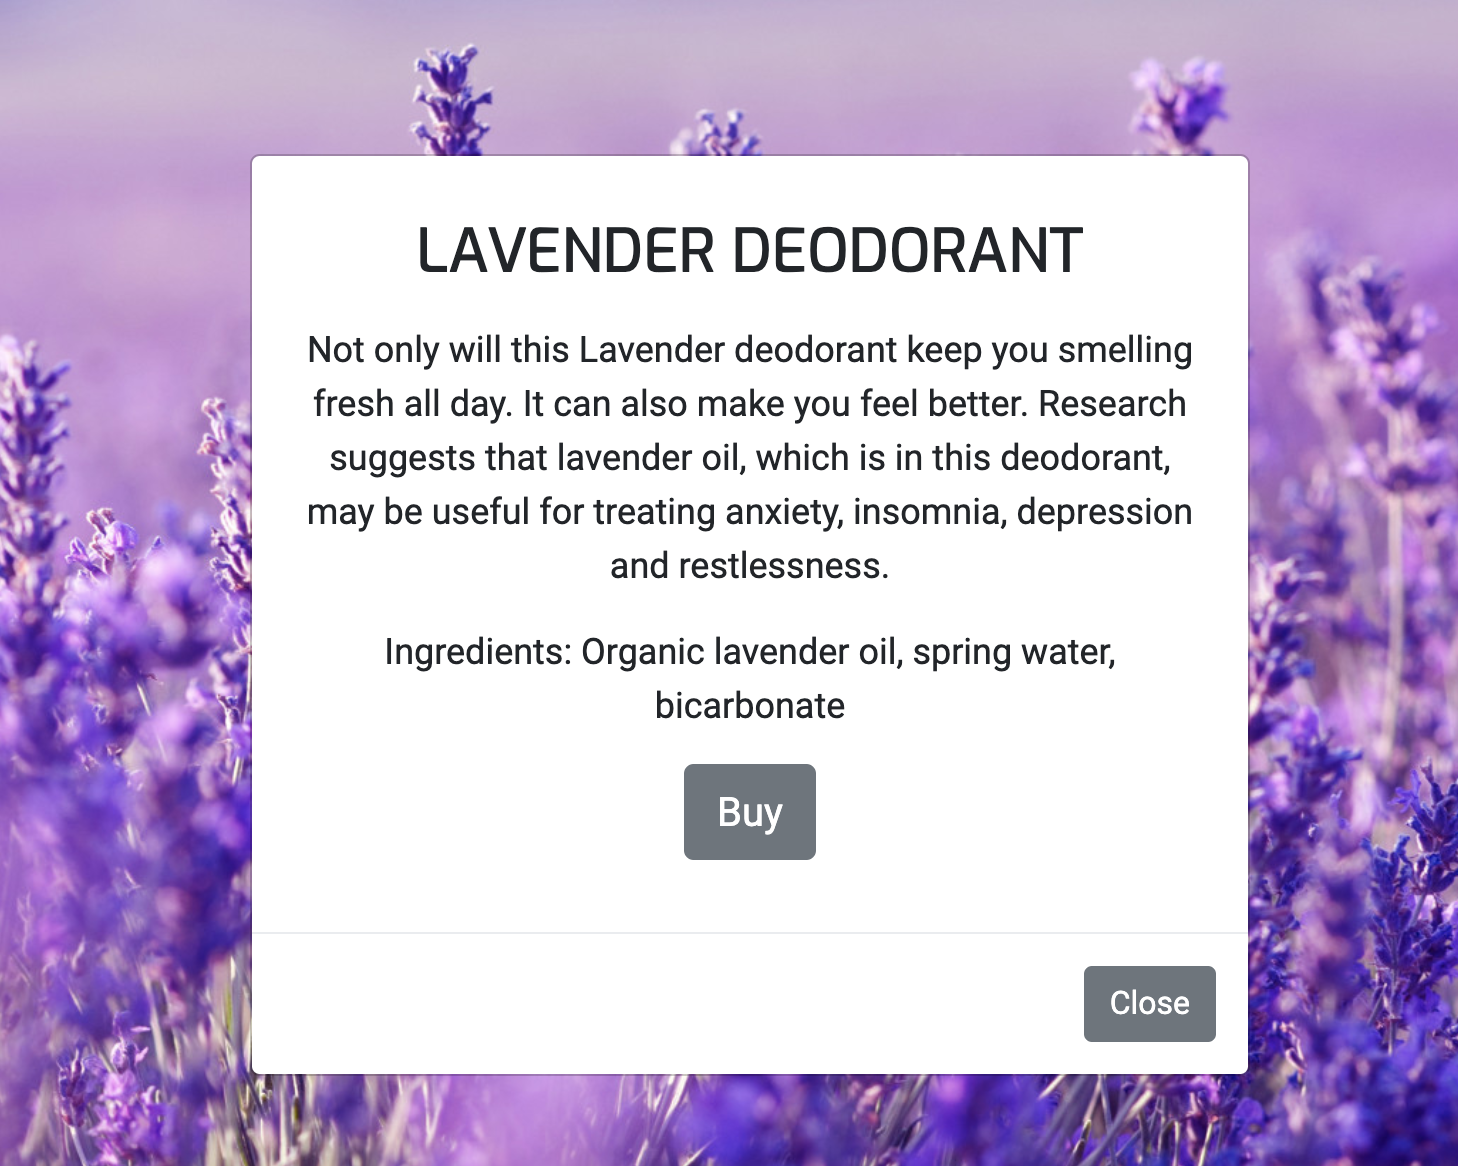 LAVENDER DEODORANT
Not only will this Lavender deodorant keep you smelling
fresh all day. It can also make you feel better. Research
suggests that lavender oil, which is in this deodorant,
may be useful for treating anxiety, insomnia, depression
and restlessness.
Ingredients: Organic lavender oil, spring water,
bicarbonate
Buy
Close